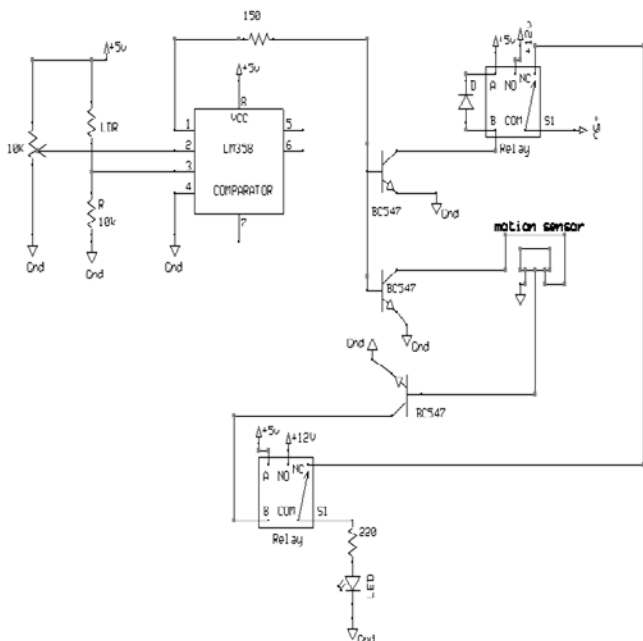 150
+5v
+5v
+5v
+12v
8
VCC
D
A NO NC
LDR
1
5
B COM S1
10K
2
LM358
6
Relay
3
R
10k
4
COMPARATOR
7
BC547
Gnd
Gnd
Gnd
Gnd
motion sensor
BC547
Gnd
Gnd
BC547
+5v
+12v
A NO NC
B COM S1
220
Relay
LED
Gnd